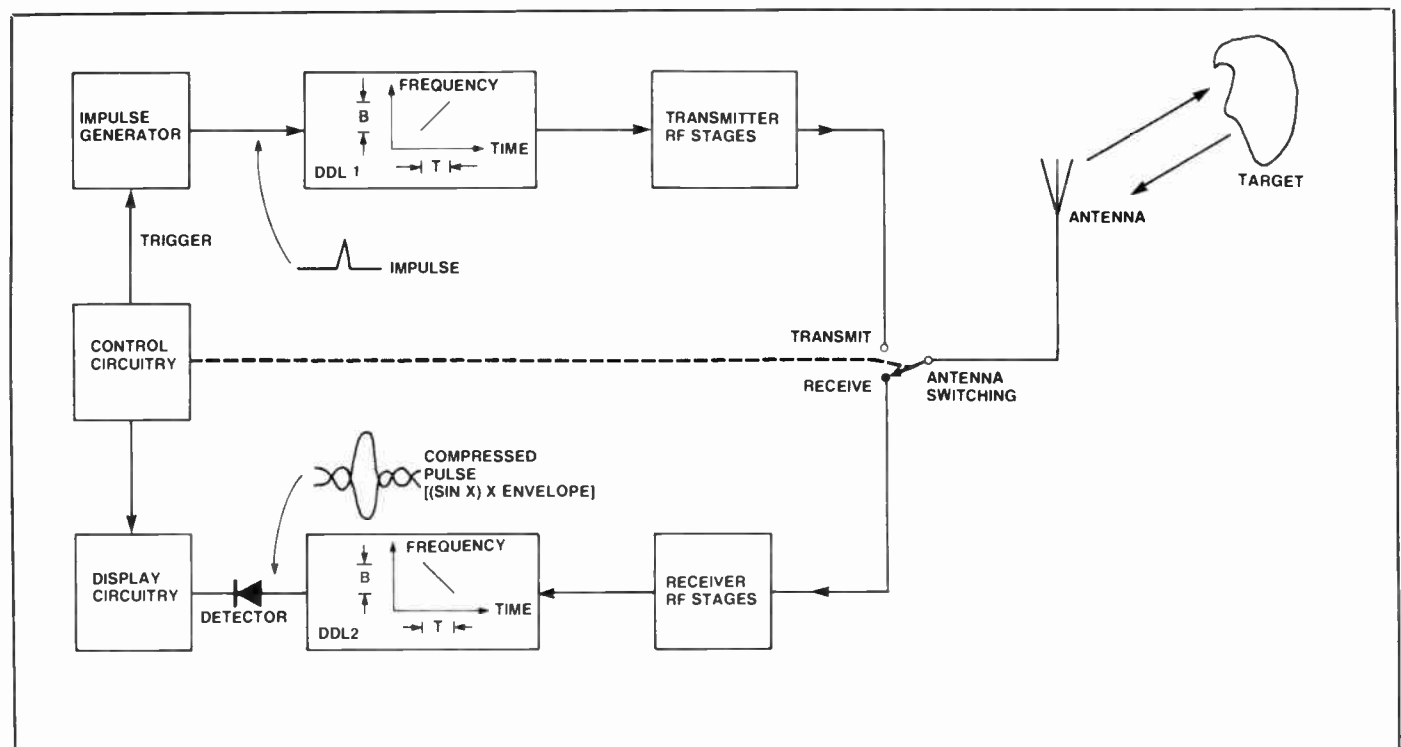 IMPULSE
GENERATOR
FREQUENCY
B
TIME
T
DDL 1
TRANSMITTER
RF STAGES
TARGET
ANTENNA
TRIGGER
IMPULSE
CONTROL
CIRCUITRY
TRANSMIT
RECEIVE
ANTENNA
SWITCHING
COMPRESSED
PULSE
[(SIN X) X ENVELOPE]
DISPLAY
CIRCUITRY
DETECTOR
FREQUENCY
B
TIME
T
DDL2
RECEIVER
RF STAGES